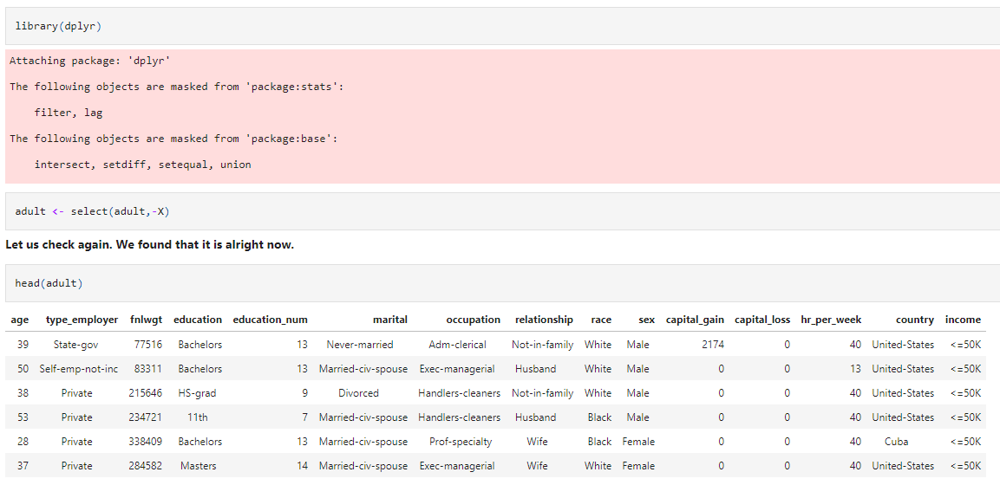 library(dplyr)
Attaching package: 'dplyr'
The following objects are masked from 'package:stats':
filter, lag
The following objects are masked from 'package:base':
intersect, setdiff, setequal, union
adult <- select(adult,-X)
Let us check again. We found that it is alright now.
head(adult)
age type_employer fnlwgt education education_num marital occupation relationship race sex capital_gain capital_loss hr_per_week country income
39 State-gov 77516 Bachelors 13 Never-married Adm-clerical Not-in-family White Male 2174 0 40 United-States <=50K
50 Self-emp-not-inc 83311 Bachelors 13 Married-civ-spouse Exec-managerial Husband White Male 0 0 13 United-States <=50K
38 Private 215646 HS-grad 9 Divorced Handlers-cleaners Not-in-family White Male 0 0 40 United-States <=50K
53 Private 234721 11th 7 Married-civ-spouse Handlers-cleaners Husband Black Male 0 0 40 United-States <=50K
28 Private 338409 Bachelors 13 Married-civ-spouse Prof-specialty Wife Black Female 0 0 40 Cuba <=50K
37 Private 284582 Masters 14 Married-civ-spouse Exec-managerial Wife White Female 0 0 40 United-States <=50K